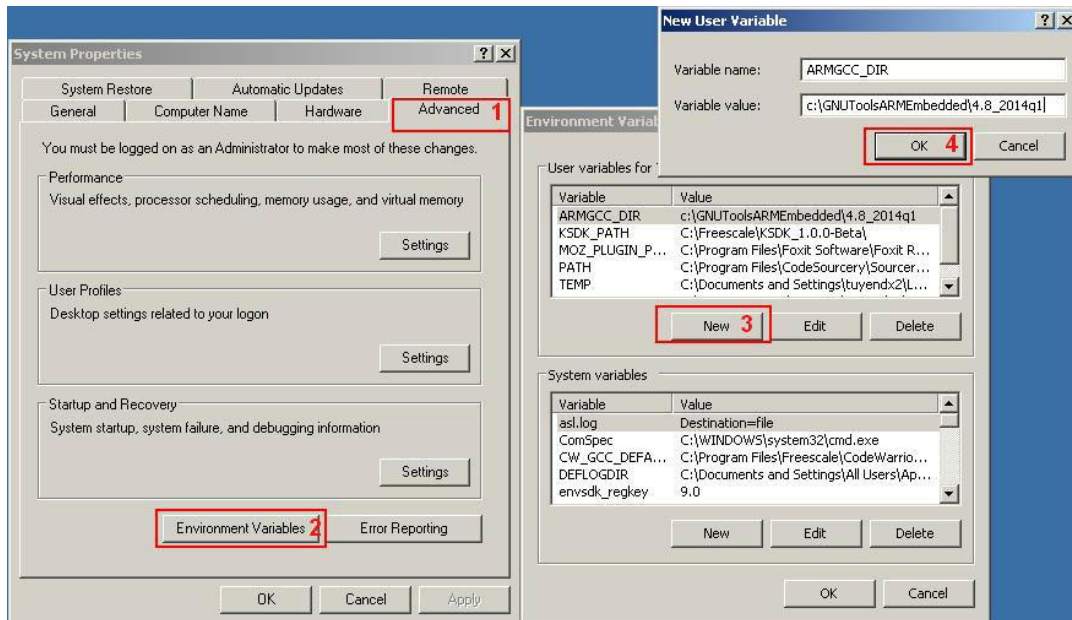 System Properties
System Restore Automatic Updates Remote
General Computer Name Hardware Advanced 1
You must be logged on as an Administrator to make most of these changes.
Performance
Visual effects, processor scheduling, memory usage, and virtual memory
Settings
User Profiles
Desktop settings related to your logon
Settings
Startup and Recovery
System startup, system failure, and debugging information
Settings
Environment Variables 2 Error Reporting
OK Cancel Apply
Environment Variab
User variables for
Variable Value
ARMGCC_DIR c:\GNUToolsARMEmbedded\4.8_2014q1
KSDK_PATH C:\Freescale\KSDK_1.0.0-Beta\
MOZ_PLUGIN_P... C:\Program Files\Foxit Software\Foxit R...
PATH C:\Program Files\CodeSourcery\Sourcer...
TEMP C:\Documents and Settings\tuyendx2\L...
New 3 Edit Delete
System variables
Variable Value
asl.log Destination=file
ComSpec C:\WINDOWS\system32\cmd.exe
CW_GCC_DEFA... C:\Program Files\Freescale\CodeWarrio...
DEFLOGDIR C:\Documents and Settings\All Users\Ap...
envsdk_regkey 9.0
New Edit Delete
OK Cancel
New User Variable
Variable name: ARMGCC_DIR
Variable value: c:\GNUToolsARMEmbedded\4.8_2014q1
OK 4 Cancel